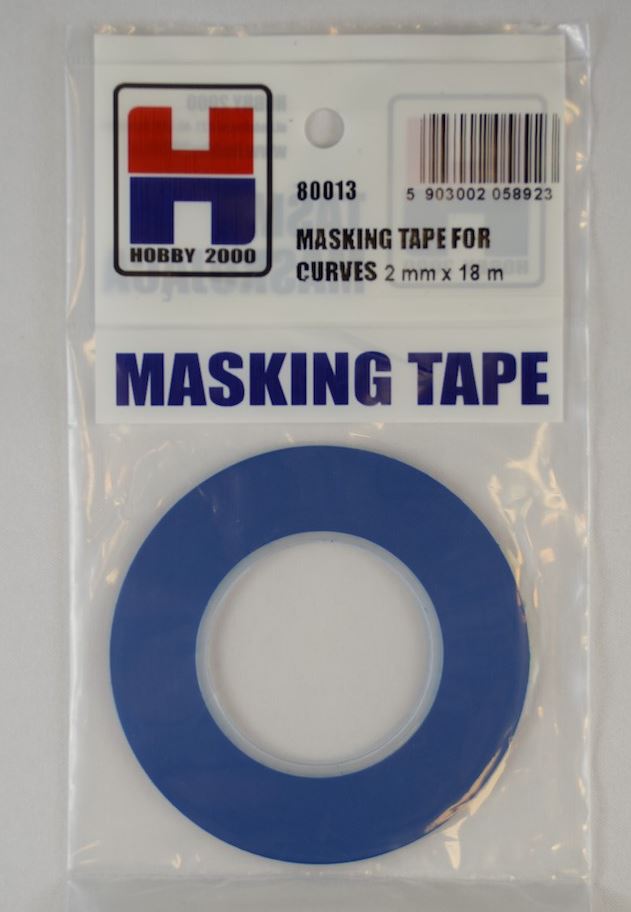 HOBBY 2000
80013
5 903002 058923
MASKING TAPE FOR
CURVES 2 mm x 18 m
MASKING TAPE